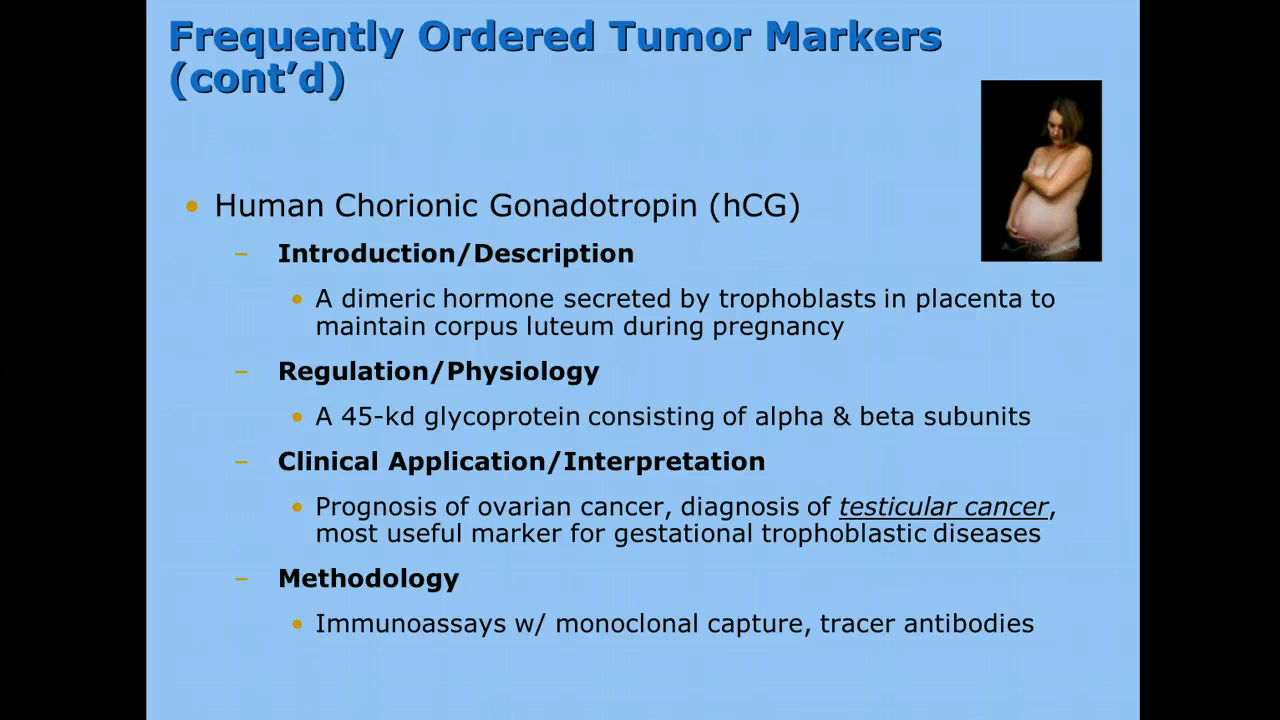 Frequently Ordered Tumor Markers
(cont’d)
• Human Chorionic Gonadotropin (hCG)
– Introduction/Description
• A dimeric hormone secreted by trophoblasts in placenta to
maintain corpus luteum during pregnancy
– Regulation/Physiology
• A 45-kd glycoprotein consisting of alpha & beta subunits
– Clinical Application/Interpretation
• Prognosis of ovarian cancer, diagnosis of testicular cancer,
most useful marker for gestational trophoblastic diseases
– Methodology
• Immunoassays w/ monoclonal capture, tracer antibodies